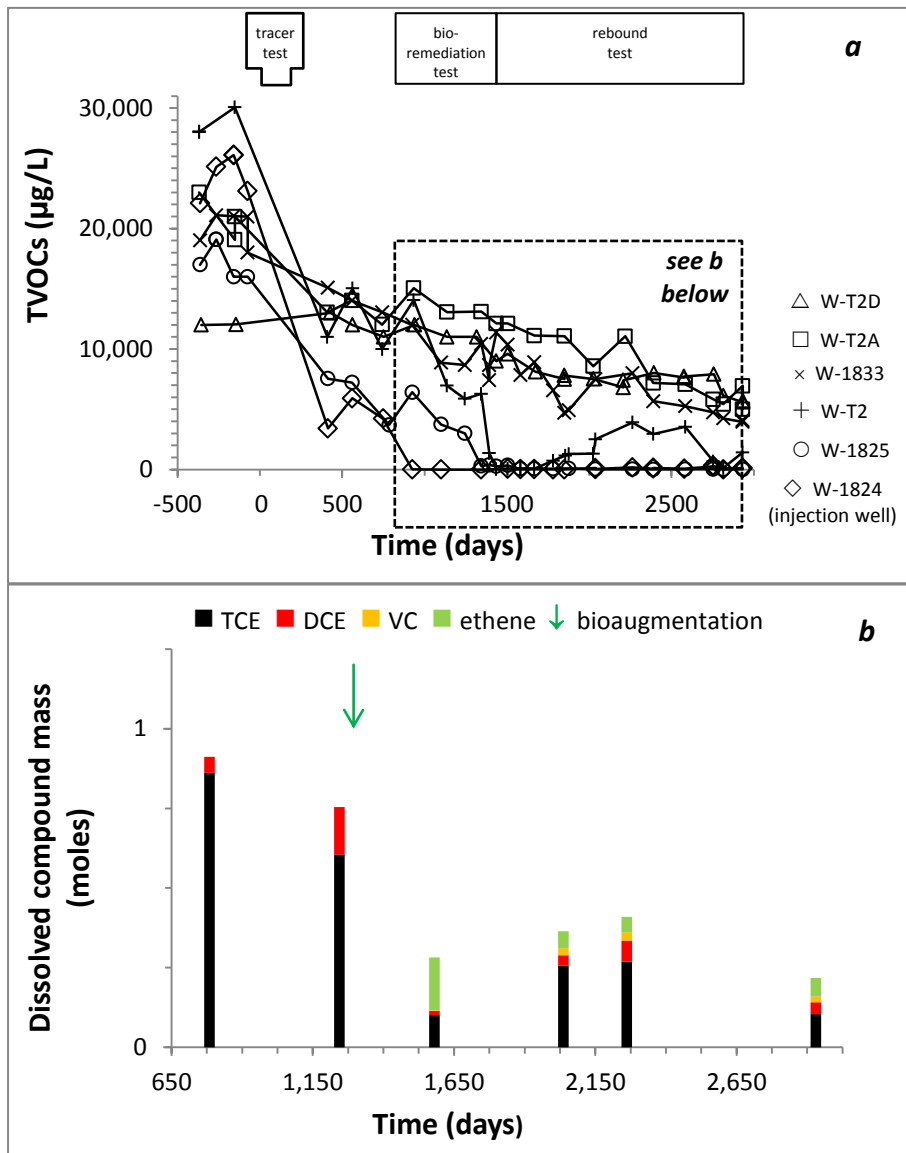 tracer
test
bio-
remediation
test
rebound
test
a
30,000
20,000
10,000
0
TVOCs (µg/L)
-500
0
500
1500
2500
Time (days)
see b
below
W-T2D
W-T2A
W-1833
W-T2
W-1825
W-1824
(injection well)
TCE DCE VC ethene ↓ bioaugmentation
b
1
0
Dissolved compound mass
(moles)
650 1,150 1,650 2,150 2,650
Time (days)